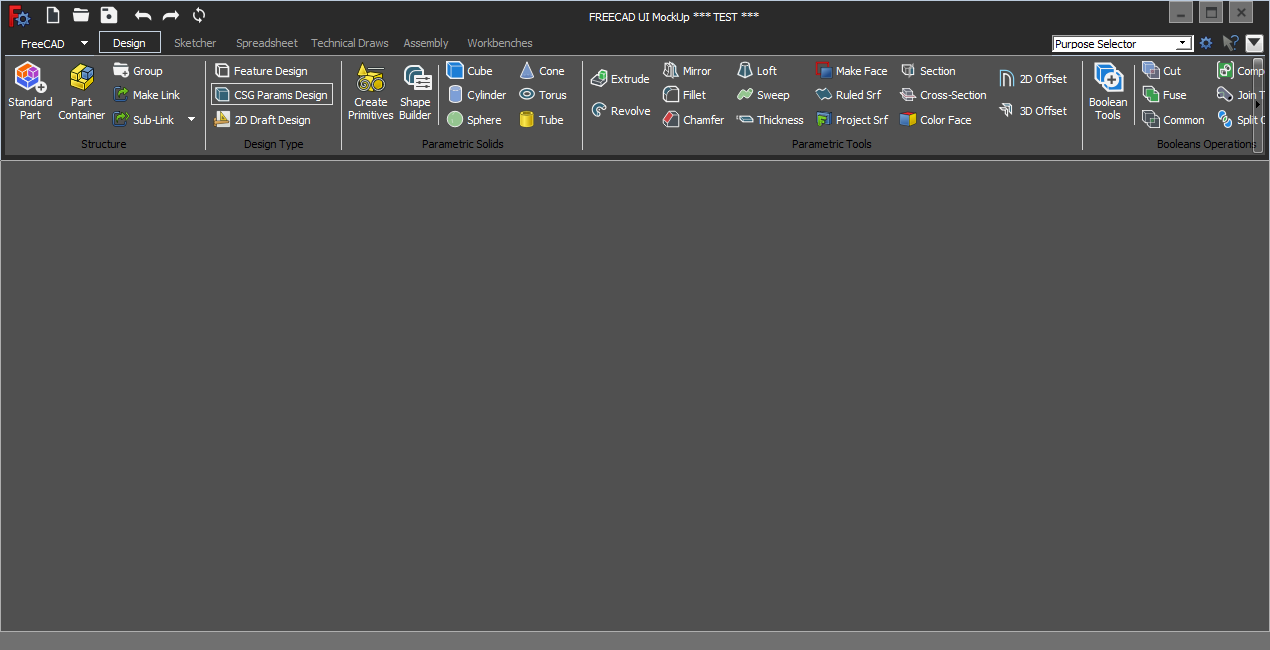 FREECAD UI MockUp *** TEST ***
FreeCAD Design Sketcher Spreadsheet Technical Draws Assembly Workbenches Purpose Selector
Standard Part
Part Container
Group
Make Link
Sub-Link
Structure
Feature Design
CSG Params Design
2D Draft Design
Design Type
Create Primitives
Shape Builder
Cube
Cylinder
Sphere
Cone
Torus
Tube
Parametric Solids
Extrude
Revolve
Mirror
Fillet
Chamfer
Loft
Sweep
Thickness
Make Face
Ruled Srf
Project Srf
Section
Cross-Section
Color Face
2D Offset
3D Offset
Parametric Tools
Boolean Tools
Cut
Fuse
Common
Comp
Join T
Split
Booleans Operations